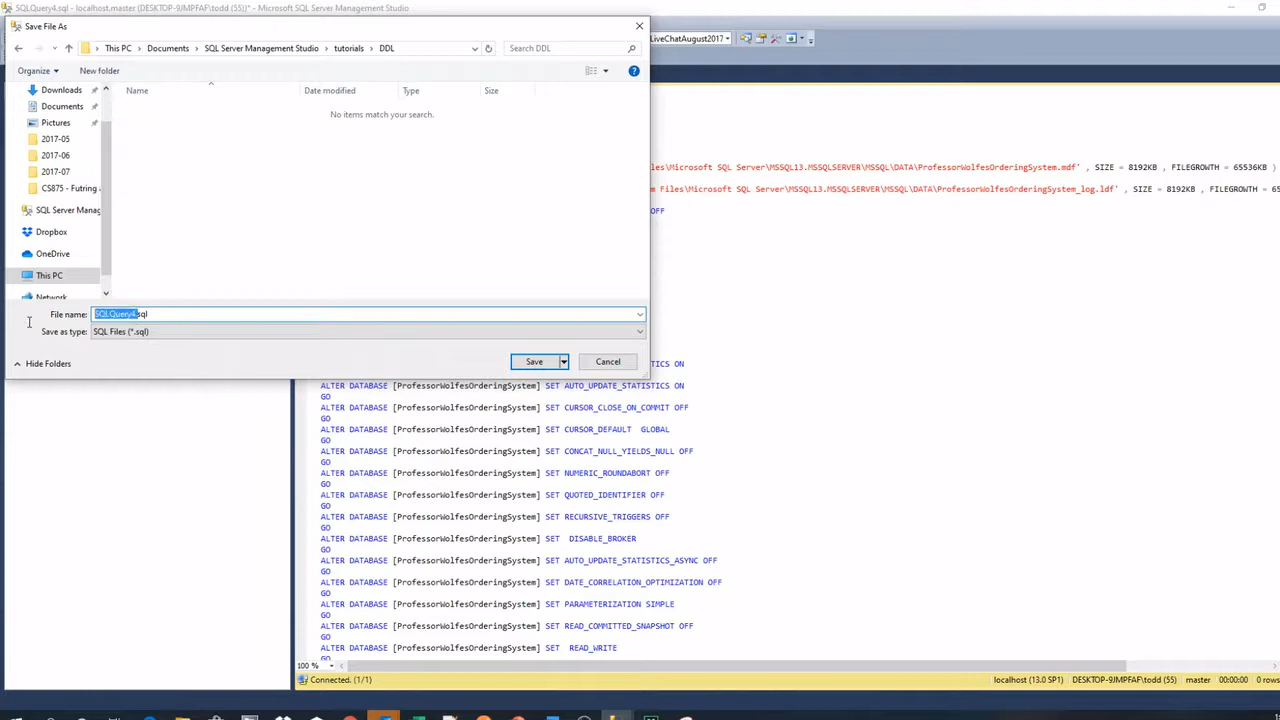 SQLQuery4.sql - localhost.master (DESKTOP-9JMPFAF\todd (55))* - Microsoft SQL Server Management Studio
Save File As
This PC > Documents > SQL Server Management Studio > tutorials > DDL
Search DDL
LiveChatAugust2017
Organize
New folder
Name
Date modified
Type
Size
No items match your search.
Downloads
Documents
Pictures
2017-05
2017-06
2017-07
CS875 - Futring
SQL Server Manag
Dropbox
OneDrive
This PC
Network
les\Microsoft SQL Server\MSSQL13.MSSQLSERVER\MSSQL\DATA\ProfessorWolfesOrderingSystem.mdf' , SIZE = 8192KB , FILEGROWTH = 65536KB )
m Files\Microsoft SQL Server\MSSQL13.MSSQLSERVER\MSSQL\DATA\ProfessorWolfesOrderingSystem_log.ldf' , SIZE = 8192KB , FILEGROWTH = 65
OFF
File name: SQLQuery4.sql
Save as type: SQL Files (*.sql)
Save
Cancel
Hide Folders
TICS ON
ALTER DATABASE [ProfessorWolfesOrderingSystem] SET AUTO_UPDATE_STATISTICS ON
GO
ALTER DATABASE [ProfessorWolfesOrderingSystem] SET CURSOR_CLOSE_ON_COMMIT OFF
GO
ALTER DATABASE [ProfessorWolfesOrderingSystem] SET CURSOR_DEFAULT  GLOBAL
GO
ALTER DATABASE [ProfessorWolfesOrderingSystem] SET CONCAT_NULL_YIELDS_NULL OFF
GO
ALTER DATABASE [ProfessorWolfesOrderingSystem] SET NUMERIC_ROUNDABORT OFF
GO
ALTER DATABASE [ProfessorWolfesOrderingSystem] SET QUOTED_IDENTIFIER OFF
GO
ALTER DATABASE [ProfessorWolfesOrderingSystem] SET RECURSIVE_TRIGGERS OFF
GO
ALTER DATABASE [ProfessorWolfesOrderingSystem] SET  DISABLE_BROKER
GO
ALTER DATABASE [ProfessorWolfesOrderingSystem] SET AUTO_UPDATE_STATISTICS_ASYNC OFF
GO
ALTER DATABASE [ProfessorWolfesOrderingSystem] SET DATE_CORRELATION_OPTIMIZATION OFF
GO
ALTER DATABASE [ProfessorWolfesOrderingSystem] SET PARAMETERIZATION SIMPLE
GO
ALTER DATABASE [ProfessorWolfesOrderingSystem] SET READ_COMMITTED_SNAPSHOT OFF
GO
ALTER DATABASE [ProfessorWolfesOrderingSystem] SET  READ_WRITE
GO
100 %
Connected. (1/1)
localhost (13.0 SP1)
DESKTOP-9JMPFAF\todd (55)
master
00:00:00
0 rows